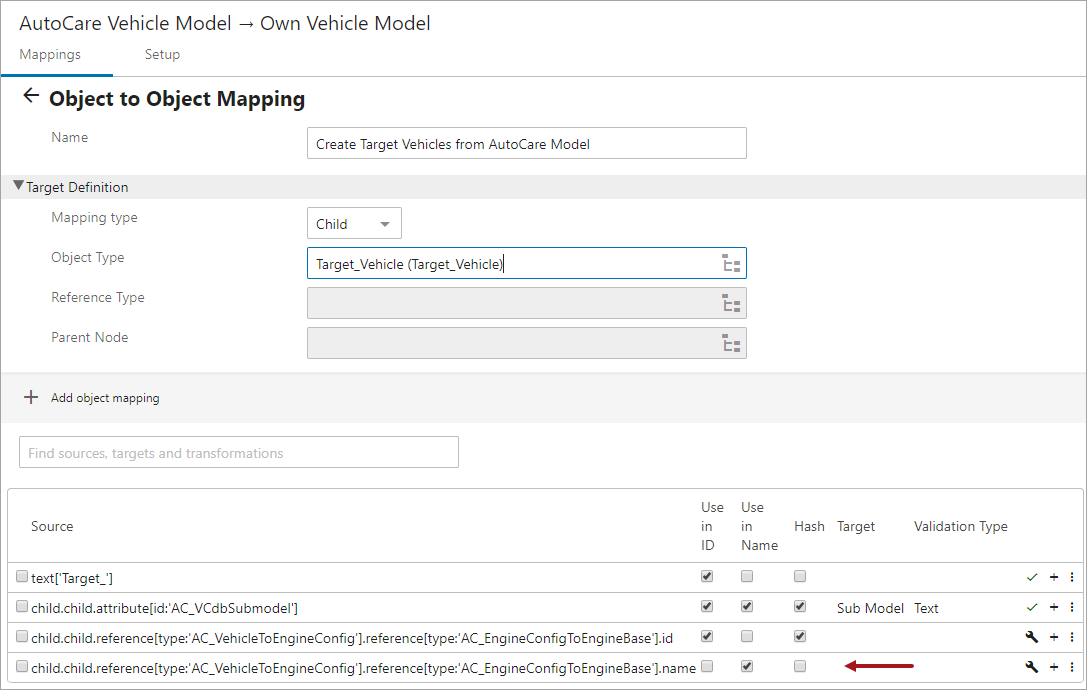 AutoCare Vehicle Model → Own Vehicle Model
Mappings Setup
Object to Object Mapping
Name Create Target Vehicles from AutoCare Model
Target Definition
Mapping type Child
Object Type Target_Vehicle (Target_Vehicle)
Reference Type
Parent Node
Add object mapping
Find sources, targets and transformations
Source Use in ID Use in Name Hash Target Validation Type
text['Target_']
child.child.attribute[id:'AC_VCdbSubmodel'] Sub Model Text
child.child.reference[type:'AC_VehicleToEngineConfig'].reference[type:'AC_EngineConfigToEngineBase'].id
child.child.reference[type:'AC_VehicleToEngineConfig'].reference[type:'AC_EngineConfigToEngineBase'].name